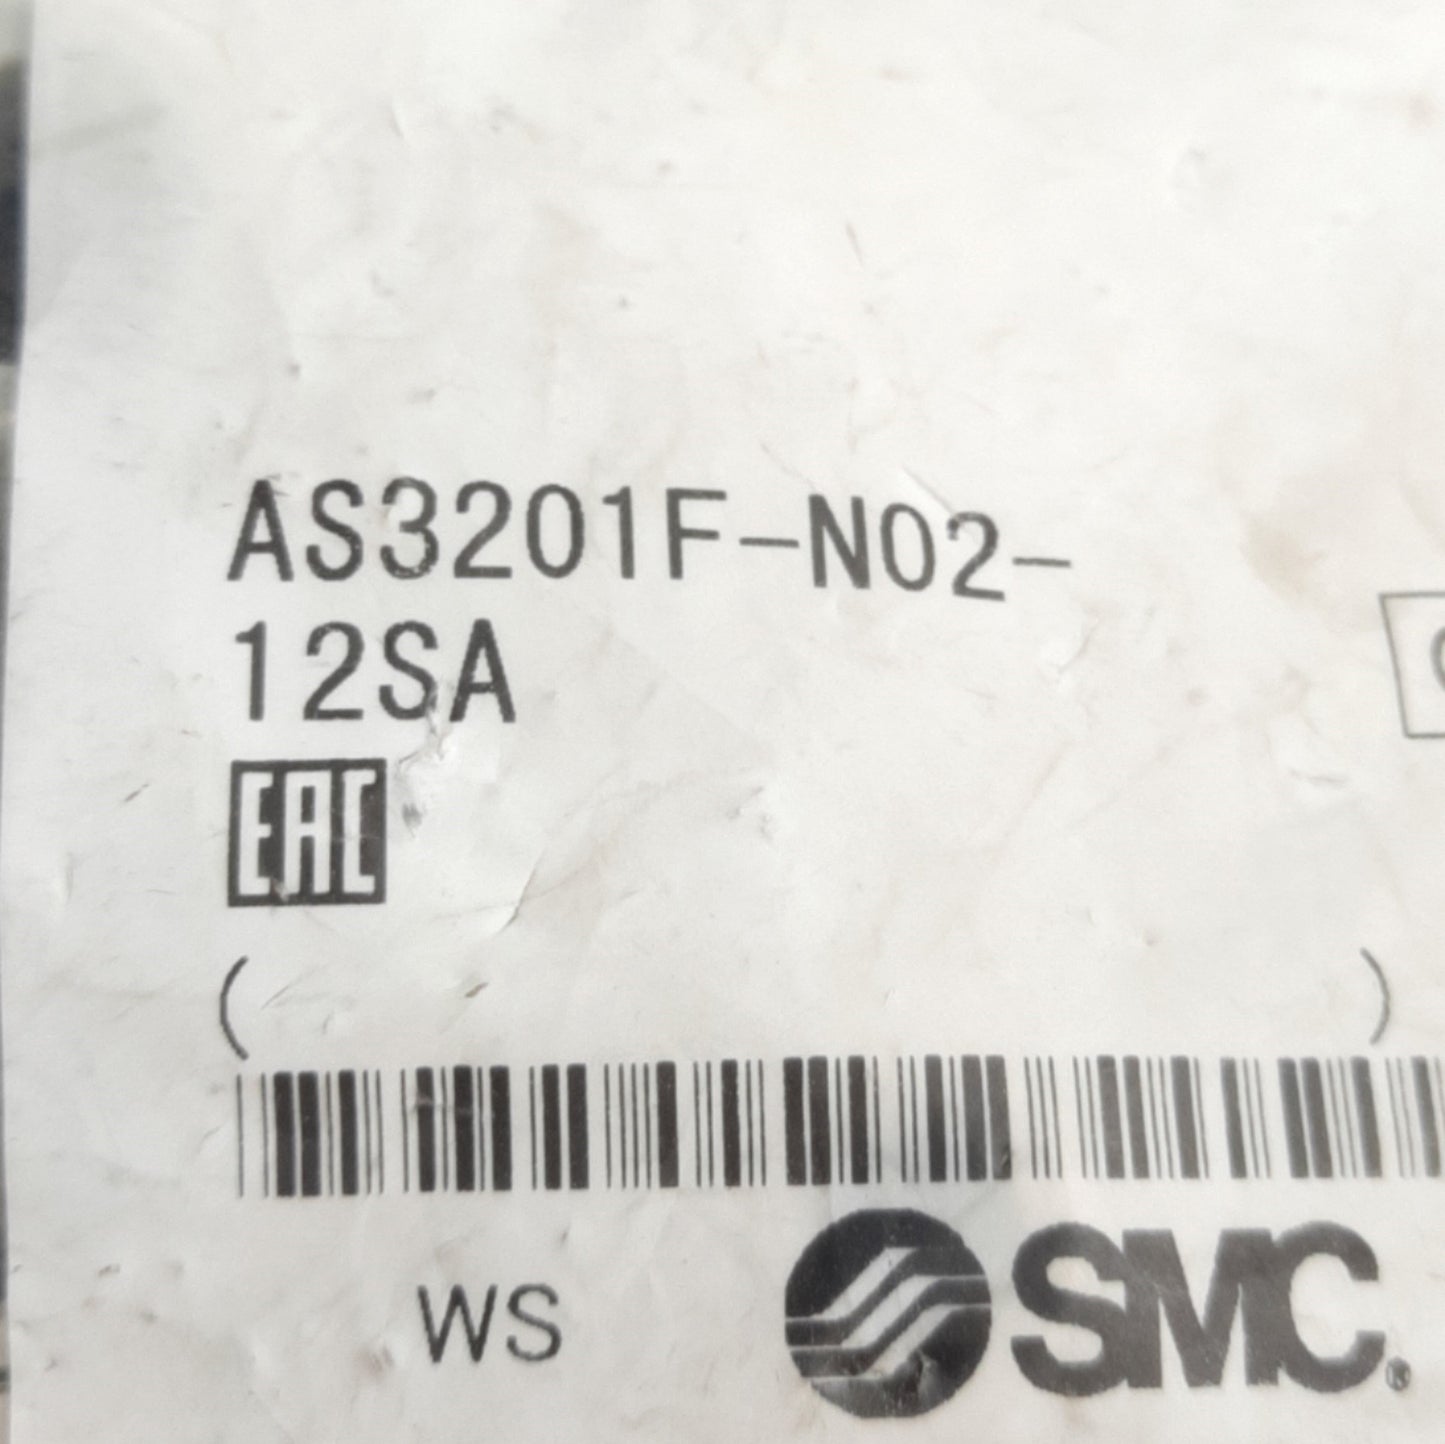 AS3201F-N02-
12SA
EAC
( )
WS SMC®